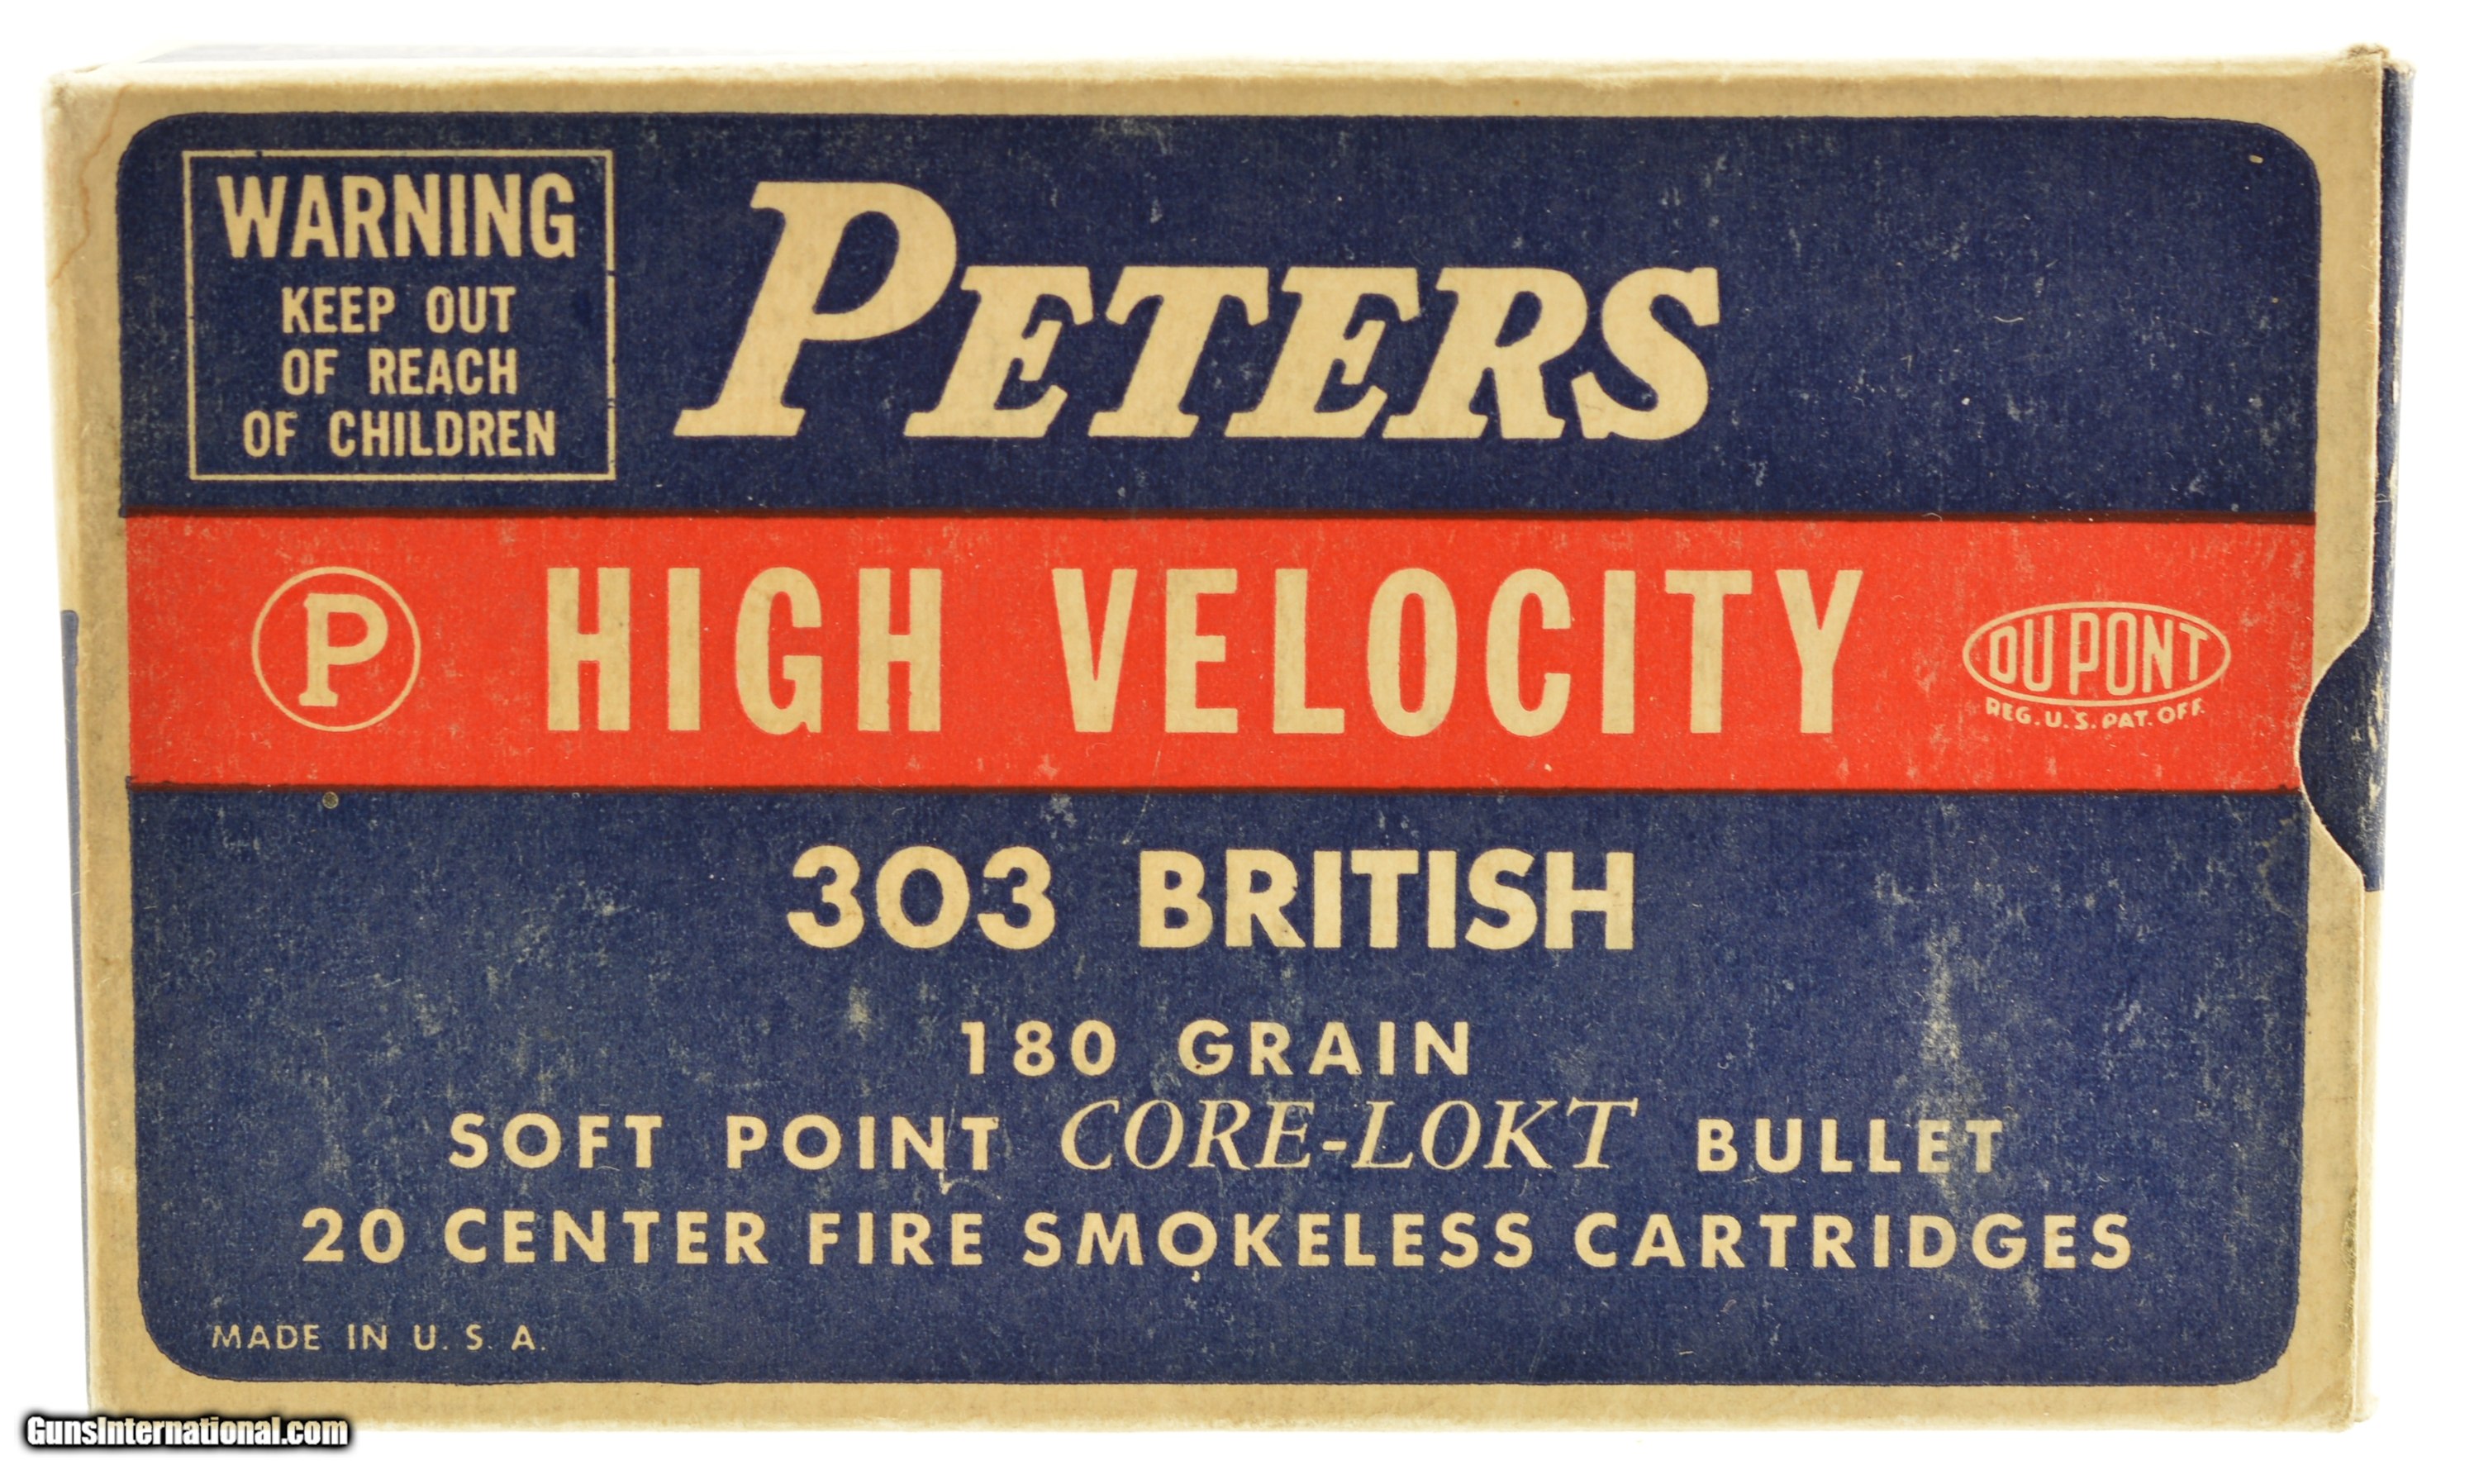 WARNING
KEEP OUT
OF REACH
OF CHILDREN
PETERS
P HIGH VELOCITY DU PONT
REG. U.S. PAT. OFF.
303 BRITISH
180 GRAIN
SOFT POINT CORE-LOKT BULLET
20 CENTER FIRE SMOKELESS CARTRIDGES
MADE IN U. S. A.
GunsInternational.com